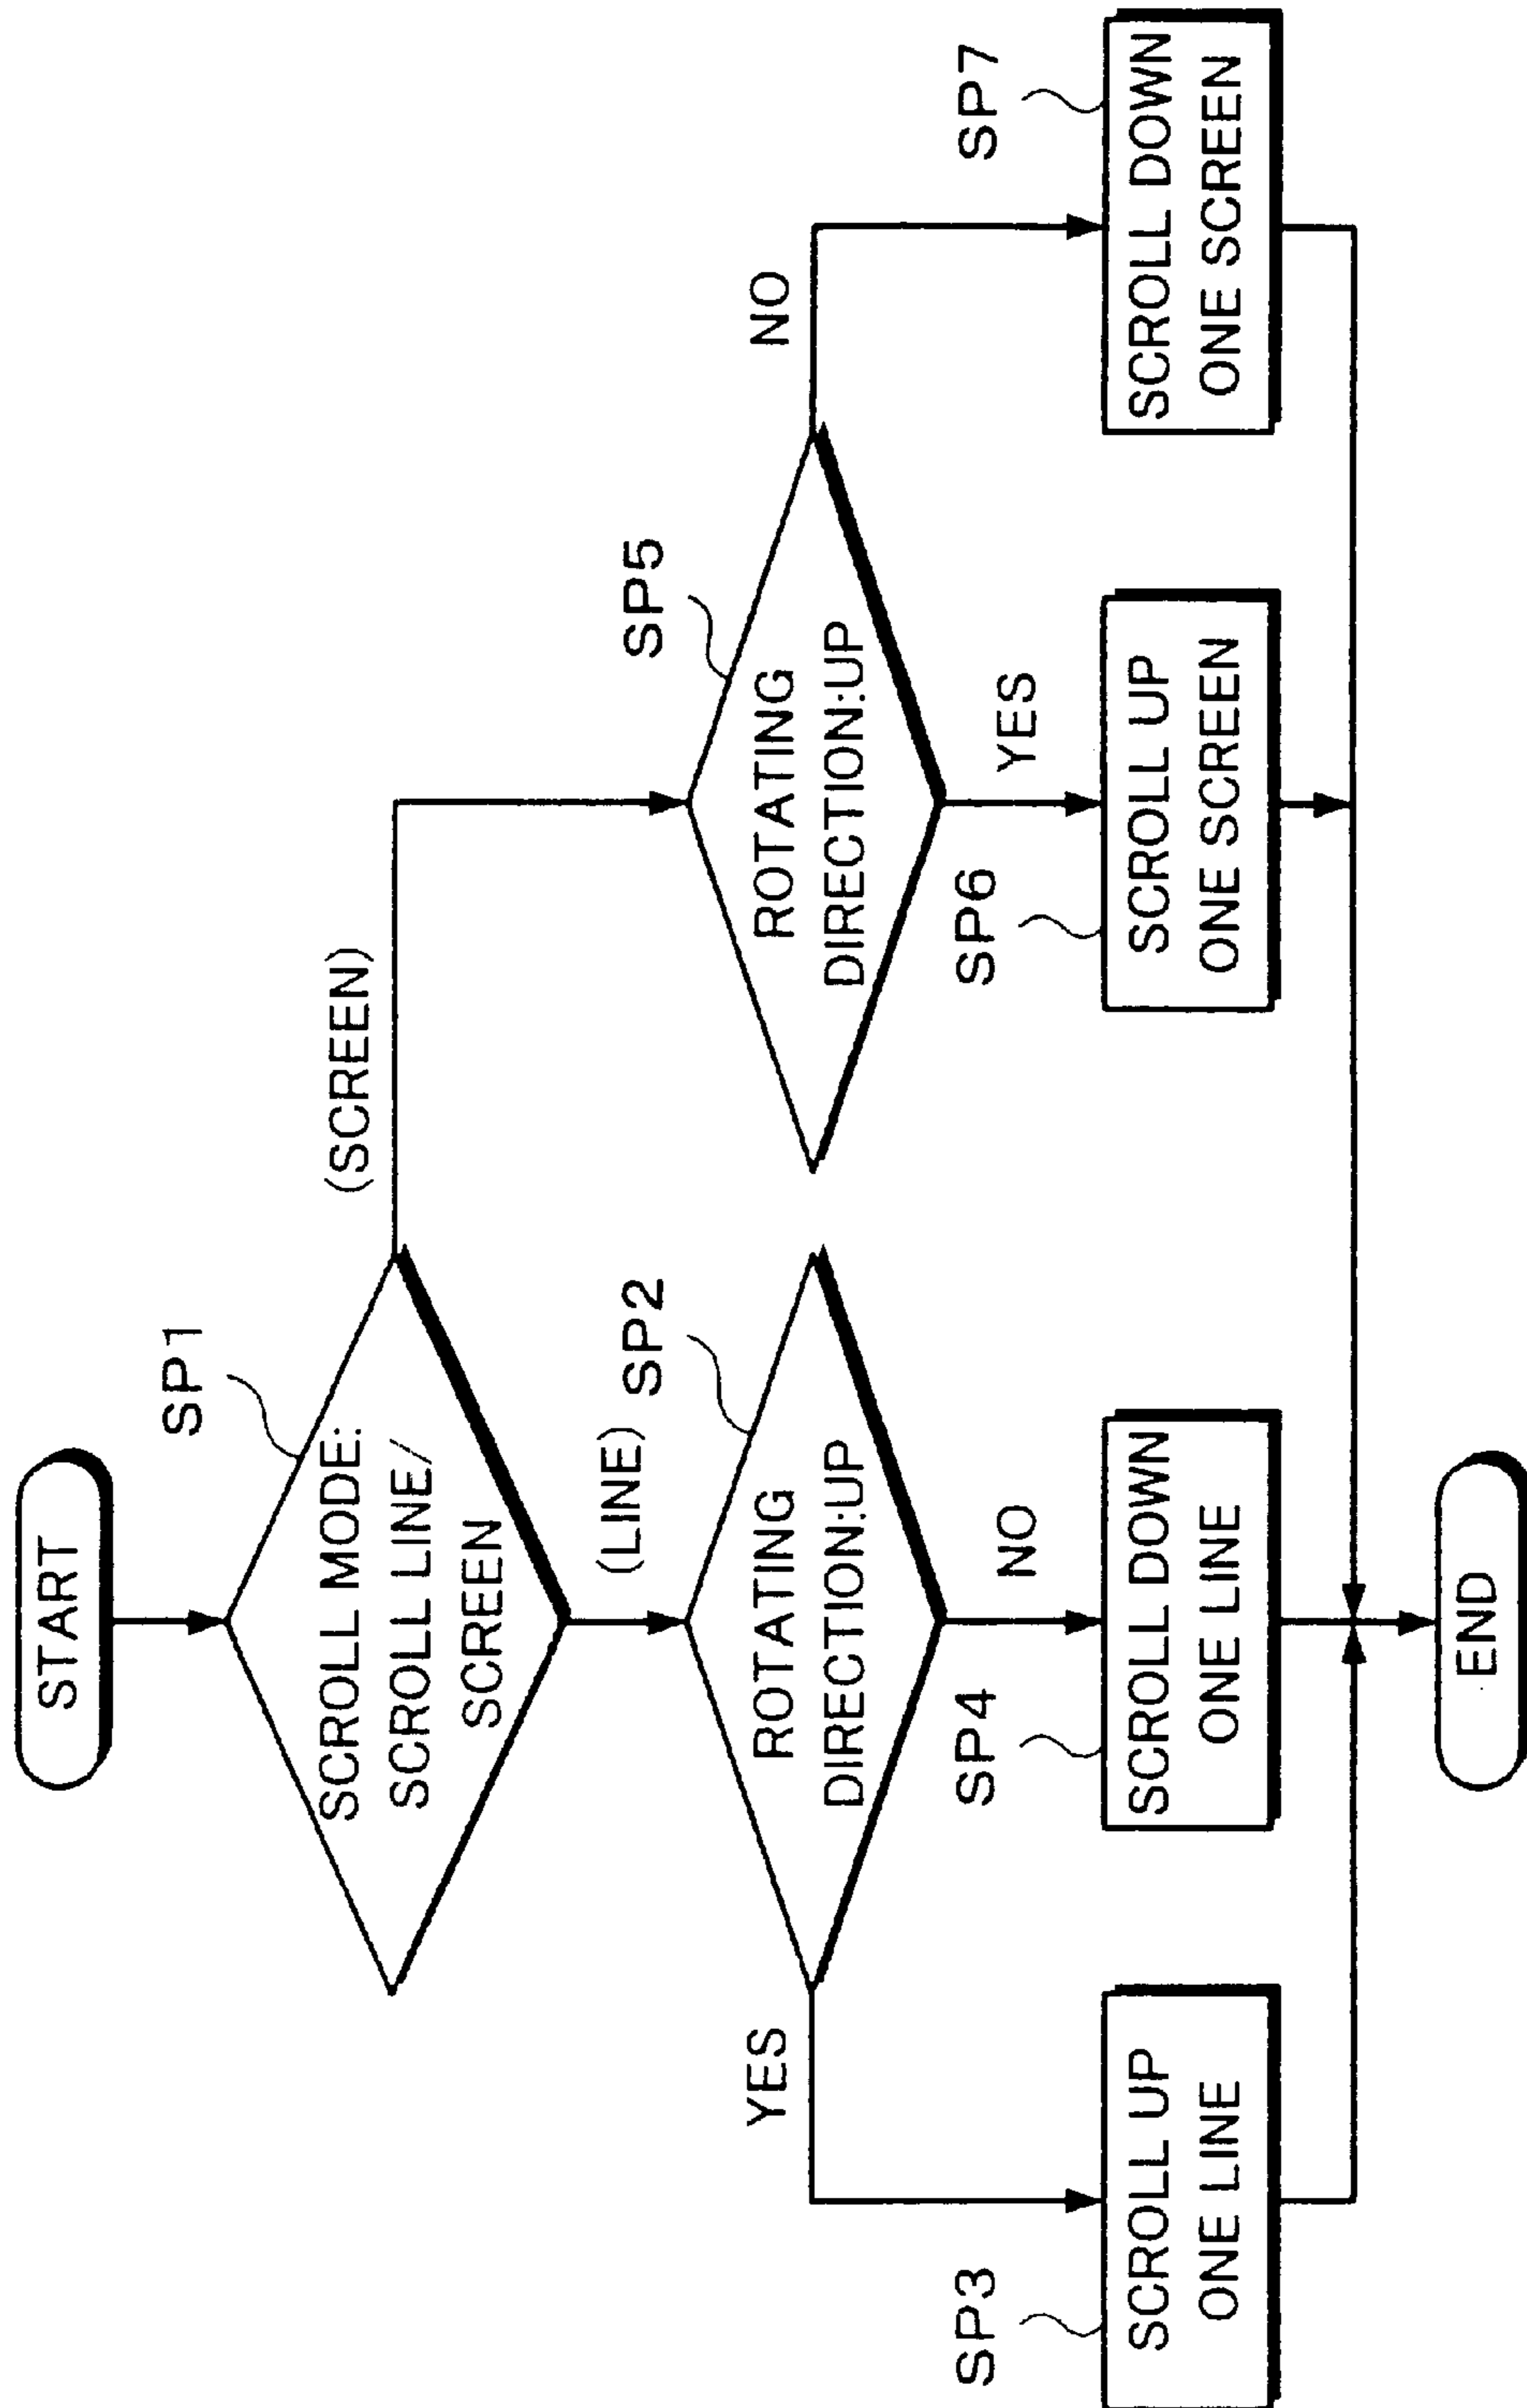 START
SP1
SCROLL MODE:
SCROLL LINE/
SCREEN
(SCREEN)
(LINE)
SP2
ROTATING
DIRECTION:UP
SP5
ROTATING
DIRECTION:UP
YES
NO
YES
NO
SP3
SCROLL UP
ONE LINE
SP4
SCROLL DOWN
ONE LINE
SP6
SCROLL UP
ONE SCREEN
SP7
SCROLL DOWN
ONE SCREEN
END